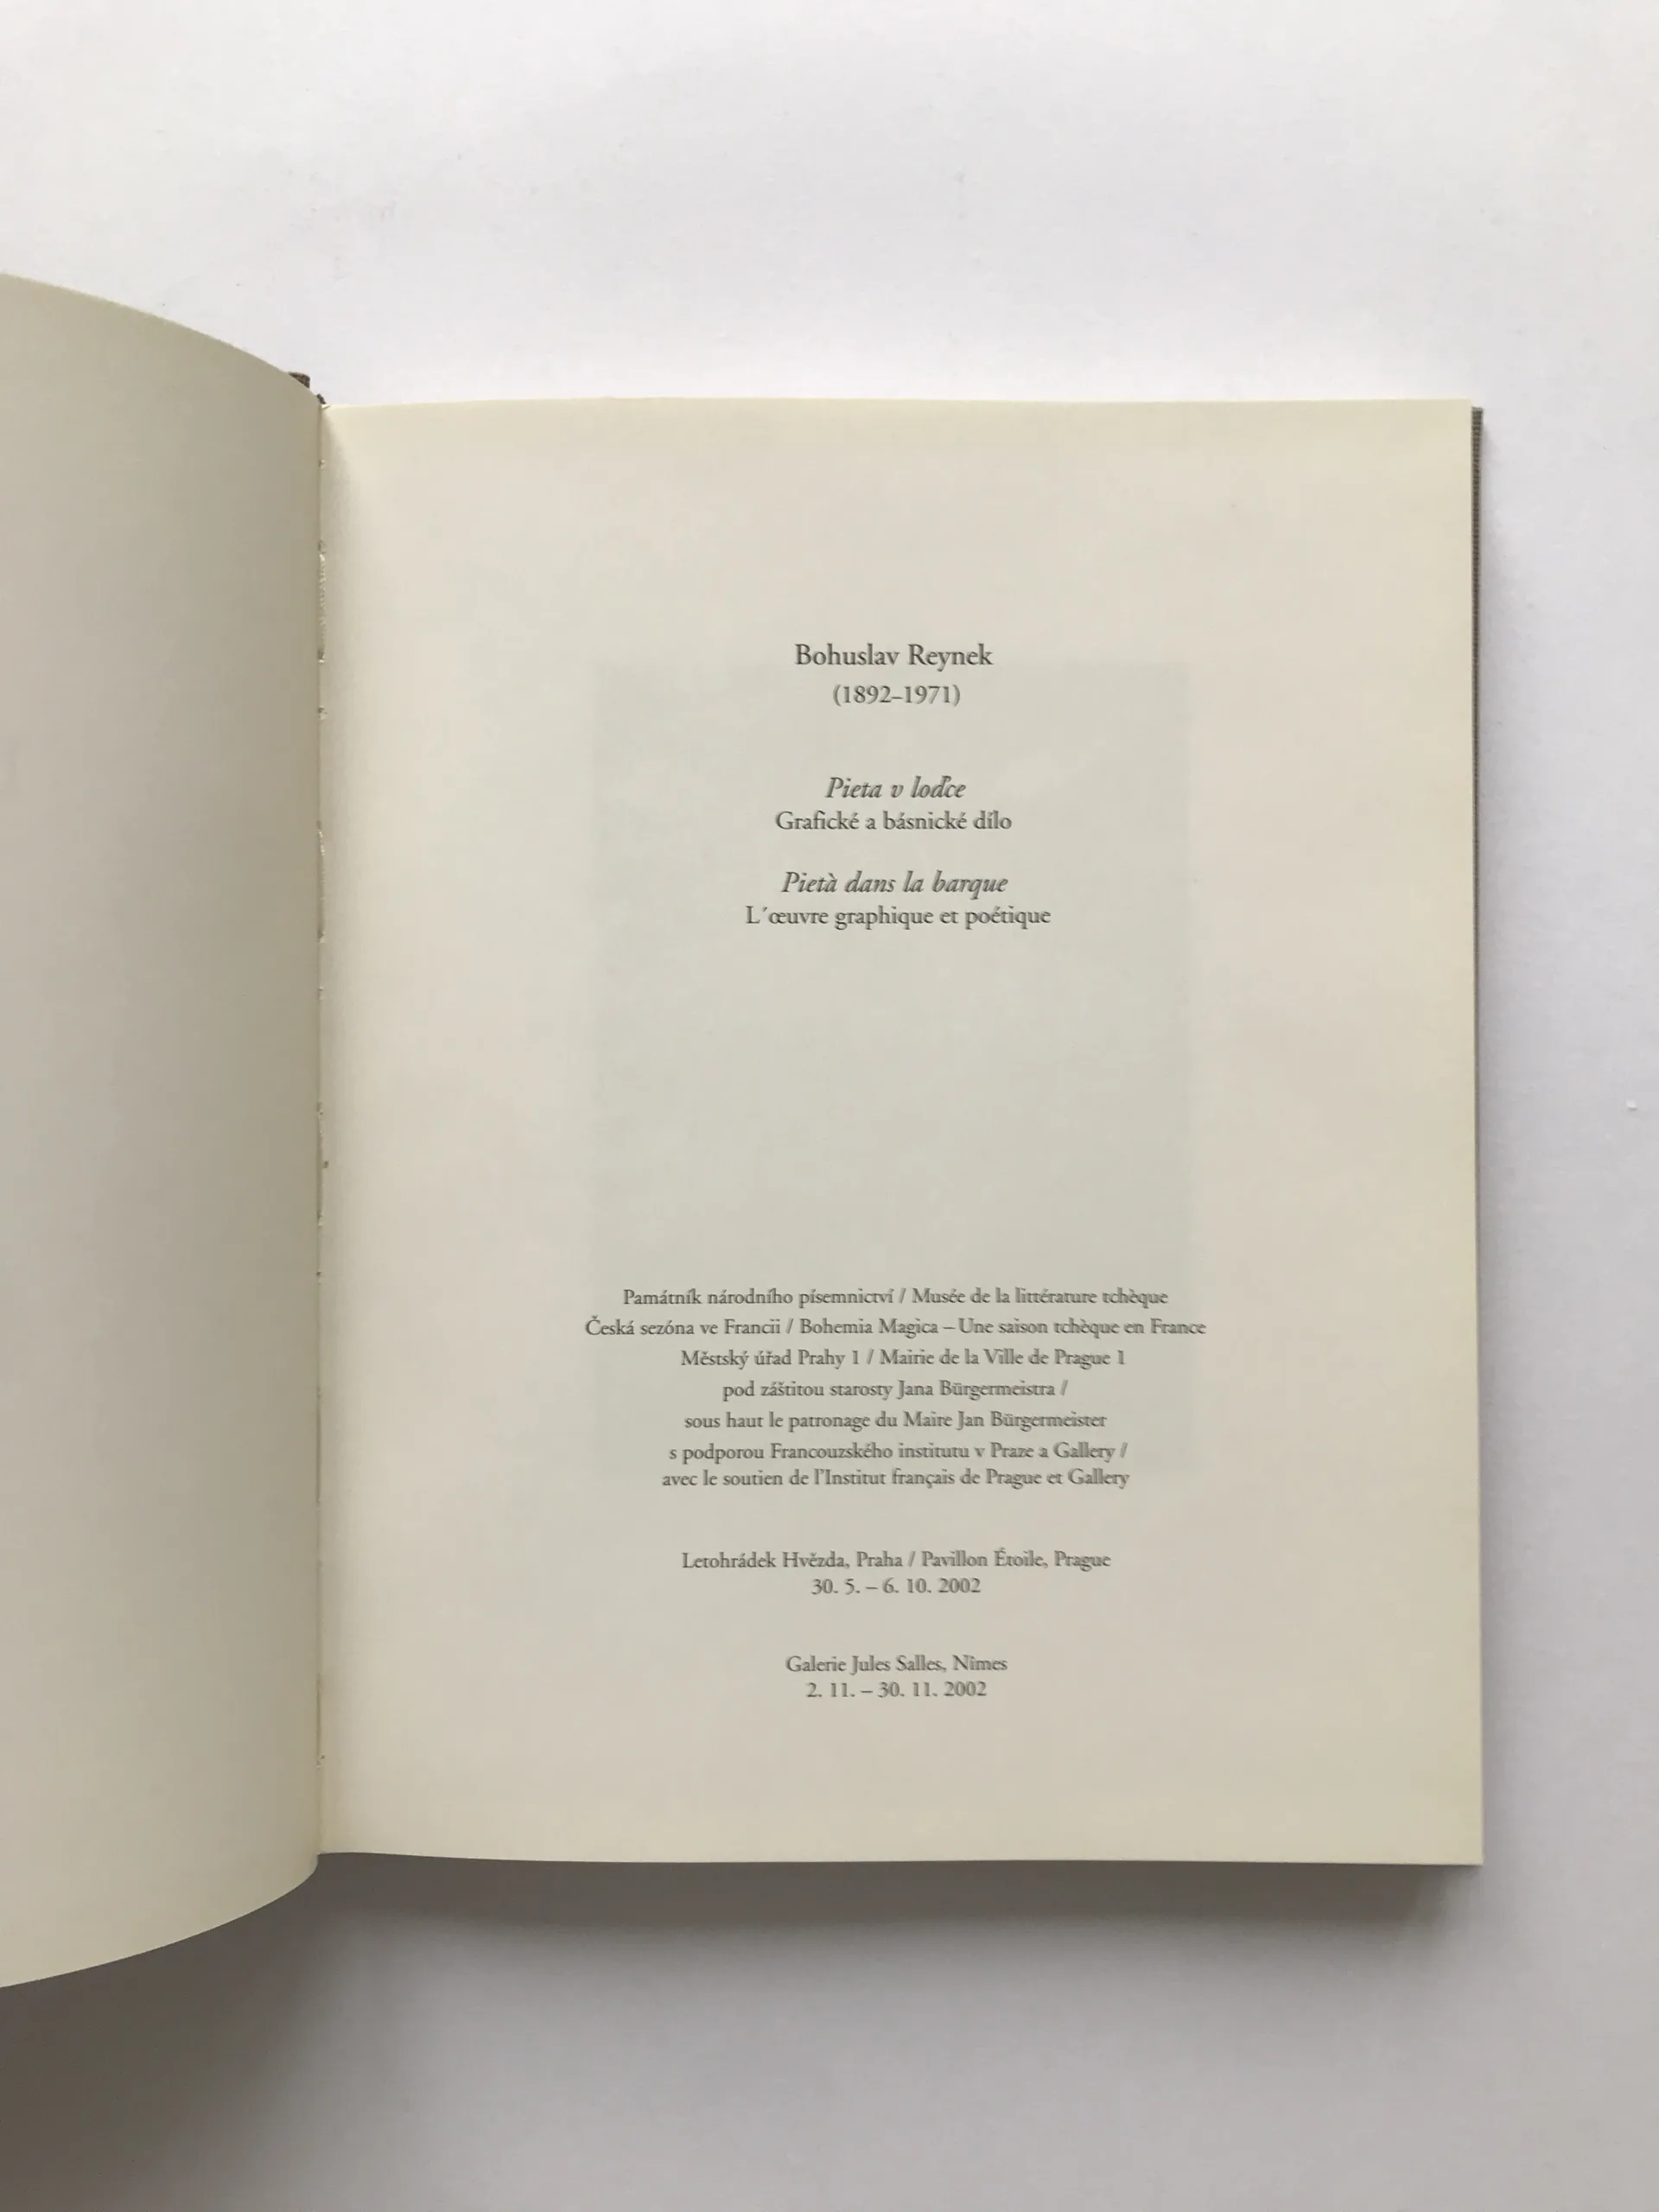 Bohuslav Reynek
(1892–1971)
Pieta v loďce
Grafické a básnické dílo
Pietà dans la barque
L´œuvre graphique et poétique
Památník národního písemnictví / Musée de la littérature tchèque
Česká sezóna ve Francii / Bohemia Magica – Une saison tchèque en France
Městský úřad Prahy 1 / Mairie de la Ville de Prague 1
pod záštitou starosty Jana Bürgermeistra /
sous haut le patronage du Maire Jan Bürgermeister
s podporou Francouzského institutu v Praze a Gallery /
avec le soutien de l'Institut français de Prague et Gallery
Letohrádek Hvězda, Praha / Pavillon Étoile, Prague
30. 5. – 6. 10. 2002
Galerie Jules Salles, Nîmes
2. 11. – 30. 11. 2002